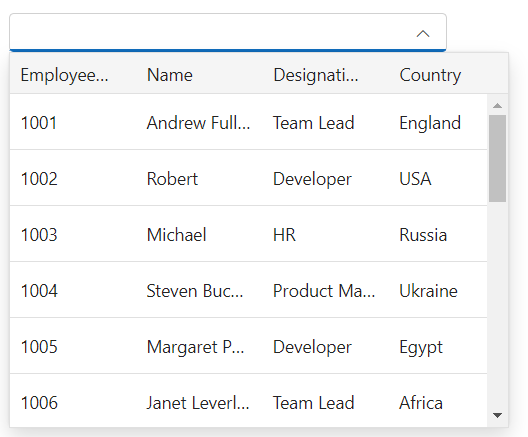 Employee... Name Designati... Country
1001 Andrew Full... Team Lead England
1002 Robert Developer USA
1003 Michael HR Russia
1004 Steven Buc... Product Ma... Ukraine
1005 Margaret P... Developer Egypt
1006 Janet Leverl... Team Lead Africa